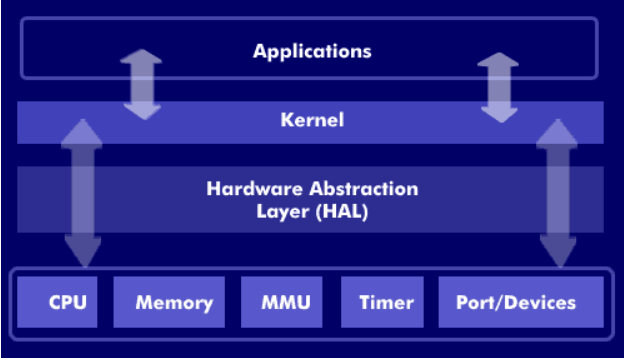 Applications
Kernel
Hardware Abstraction
Layer (HAL)
CPU Memory MMU Timer Port/Devices